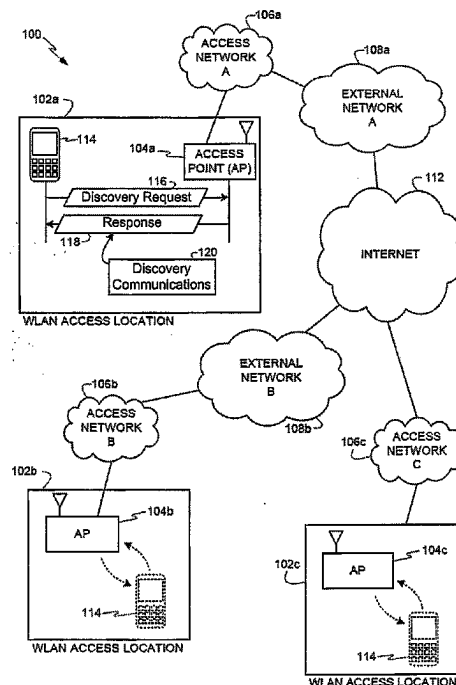 106a
100
ACCESS
NETWORK
A
108a
EXTERNAL
NETWORK
A
102a
114
104a
ACCESS
POINT (AP)
112
116
Discovery Request
Response
118
120
Discovery
Communications
INTERNET
WLAN ACCESS LOCATION
EXTERNAL
NETWORK
B
108b
106b
ACCESS
NETWORK
B
106c
ACCESS
NETWORK
C
102b
104b
AP
114
WLAN ACCESS LOCATION
102c
104c
AP
114
WLAN ACCESS LOCATION